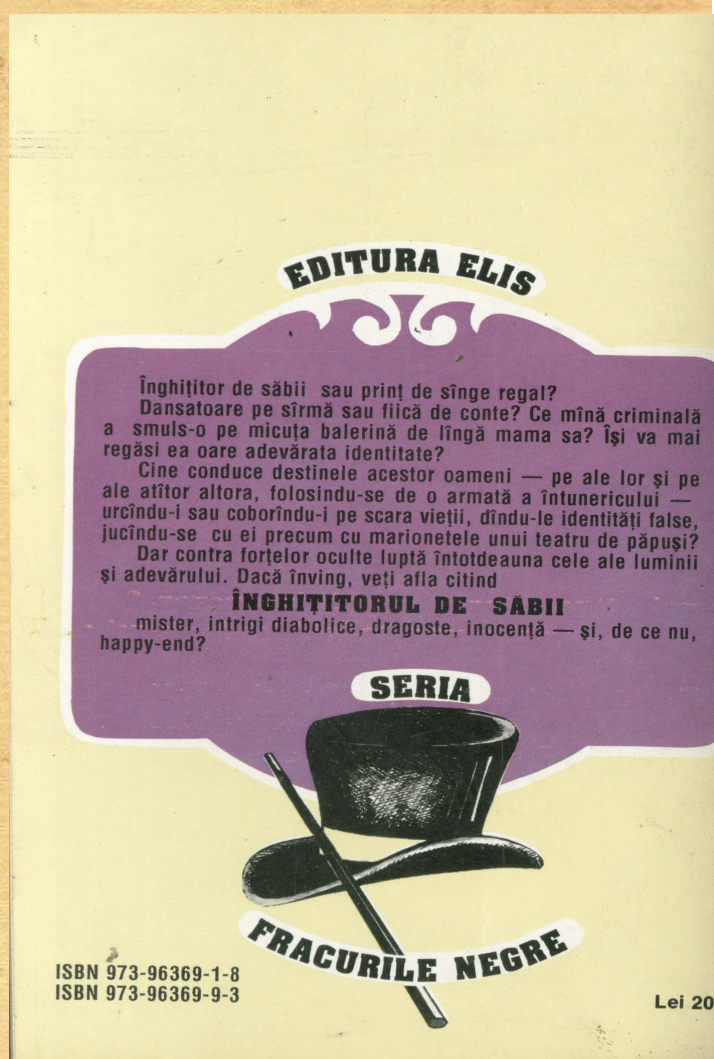 EDITURA ELIS
Înghițitor de săbii sau prinț de sînge regal?
Dansatoare pe sîrmă sau fiică de conte? Ce mînă criminală
a smuls-o pe micuța balerină de lîngă mama sa? Își va mai
regăsi ea oare adevărata identitate?
Cine conduce destinele acestor oameni — pe ale lor și pe
ale atîtor altora, folosindu-se de o armată a întunericului —
urcîndu-i sau coborîndu-i pe scara vieții, dîndu-le identități false,
jucîndu-se cu ei precum cu marionetele unui teatru de păpuși?
Dar contra forțelor oculte luptă întotdeauna cele ale luminii
și adevărului. Dacă înving, veți afla citind
ÎNGHIȚITORUL DE SĂBII
mister, intrigi diabolice, dragoste, inocență — și, de ce nu,
happy-end?
SERIA
FRACURILE NEGRE
ISBN 973-96369-1-8
ISBN 973-96369-9-3
Lei 20